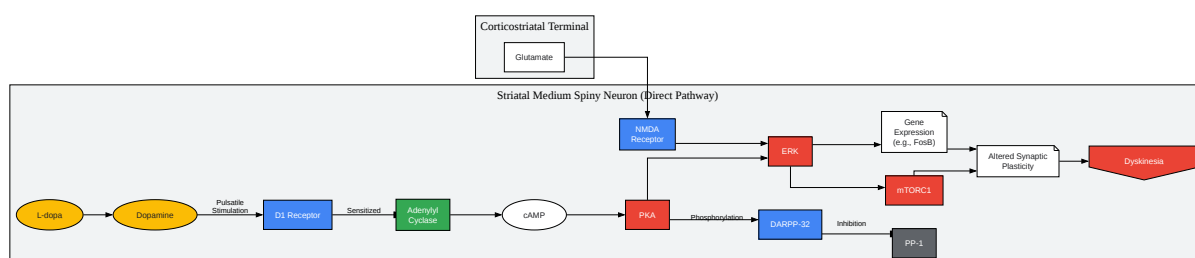 Corticostriatal Terminal
Glutamate
Striatal Medium Spiny Neuron (Direct Pathway)
NMDA
Receptor
ERK
Gene
Expression
(e.g., FosB)
Altered Synaptic
Plasticity
Dyskinesia
mTORC1
L-dopa
Dopamine
Pulsatile
Stimulation
D1 Receptor
Sensitized
Adenylyl
Cyclase
cAMP
PKA
Phosphorylation
DARPP-32
Inhibition
PP-1